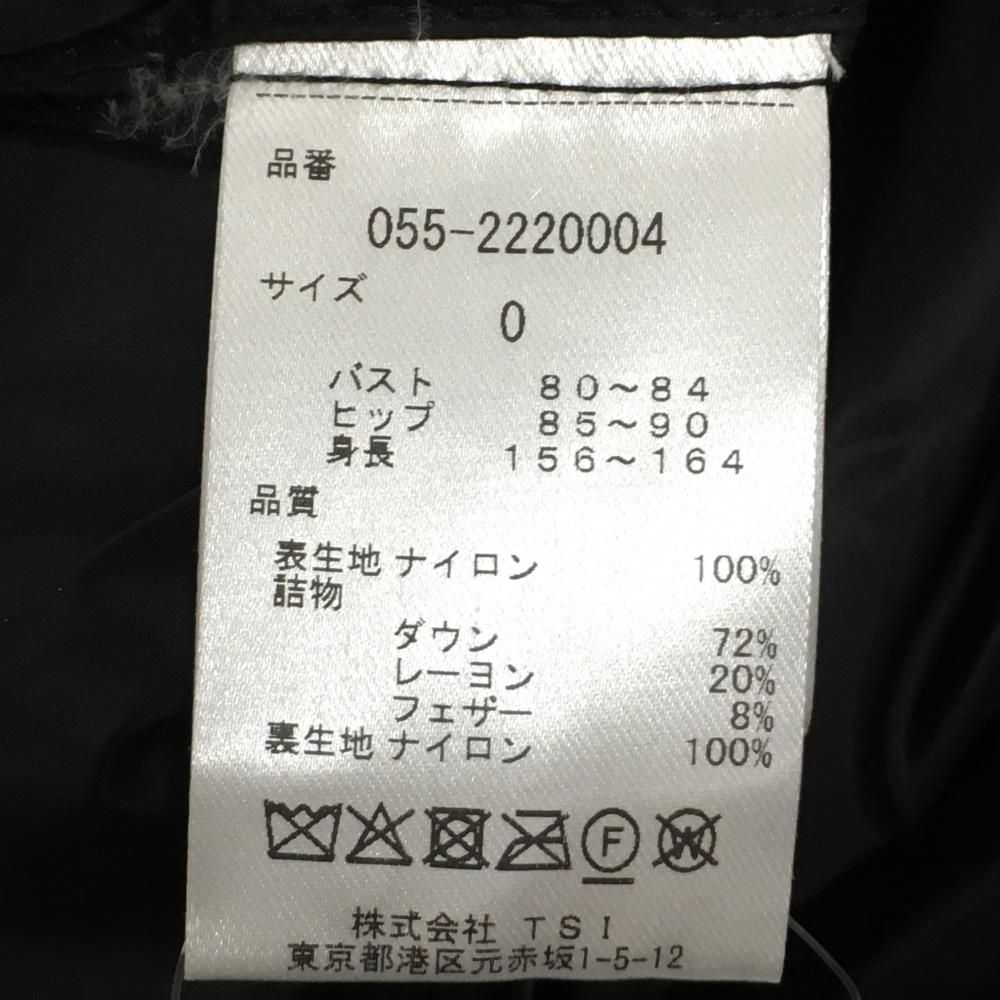 品番
055-2220004
サイズ
0
バスト 80～84
ヒップ 85～90
身長 156～164
品質
表生地 ナイロン 100%
詰物
ダウン 72%
レーヨン 20%
フェザー 8%
裏生地 ナイロン 100%
F W
株式会社 TSI
東京都港区元赤坂1-5-12